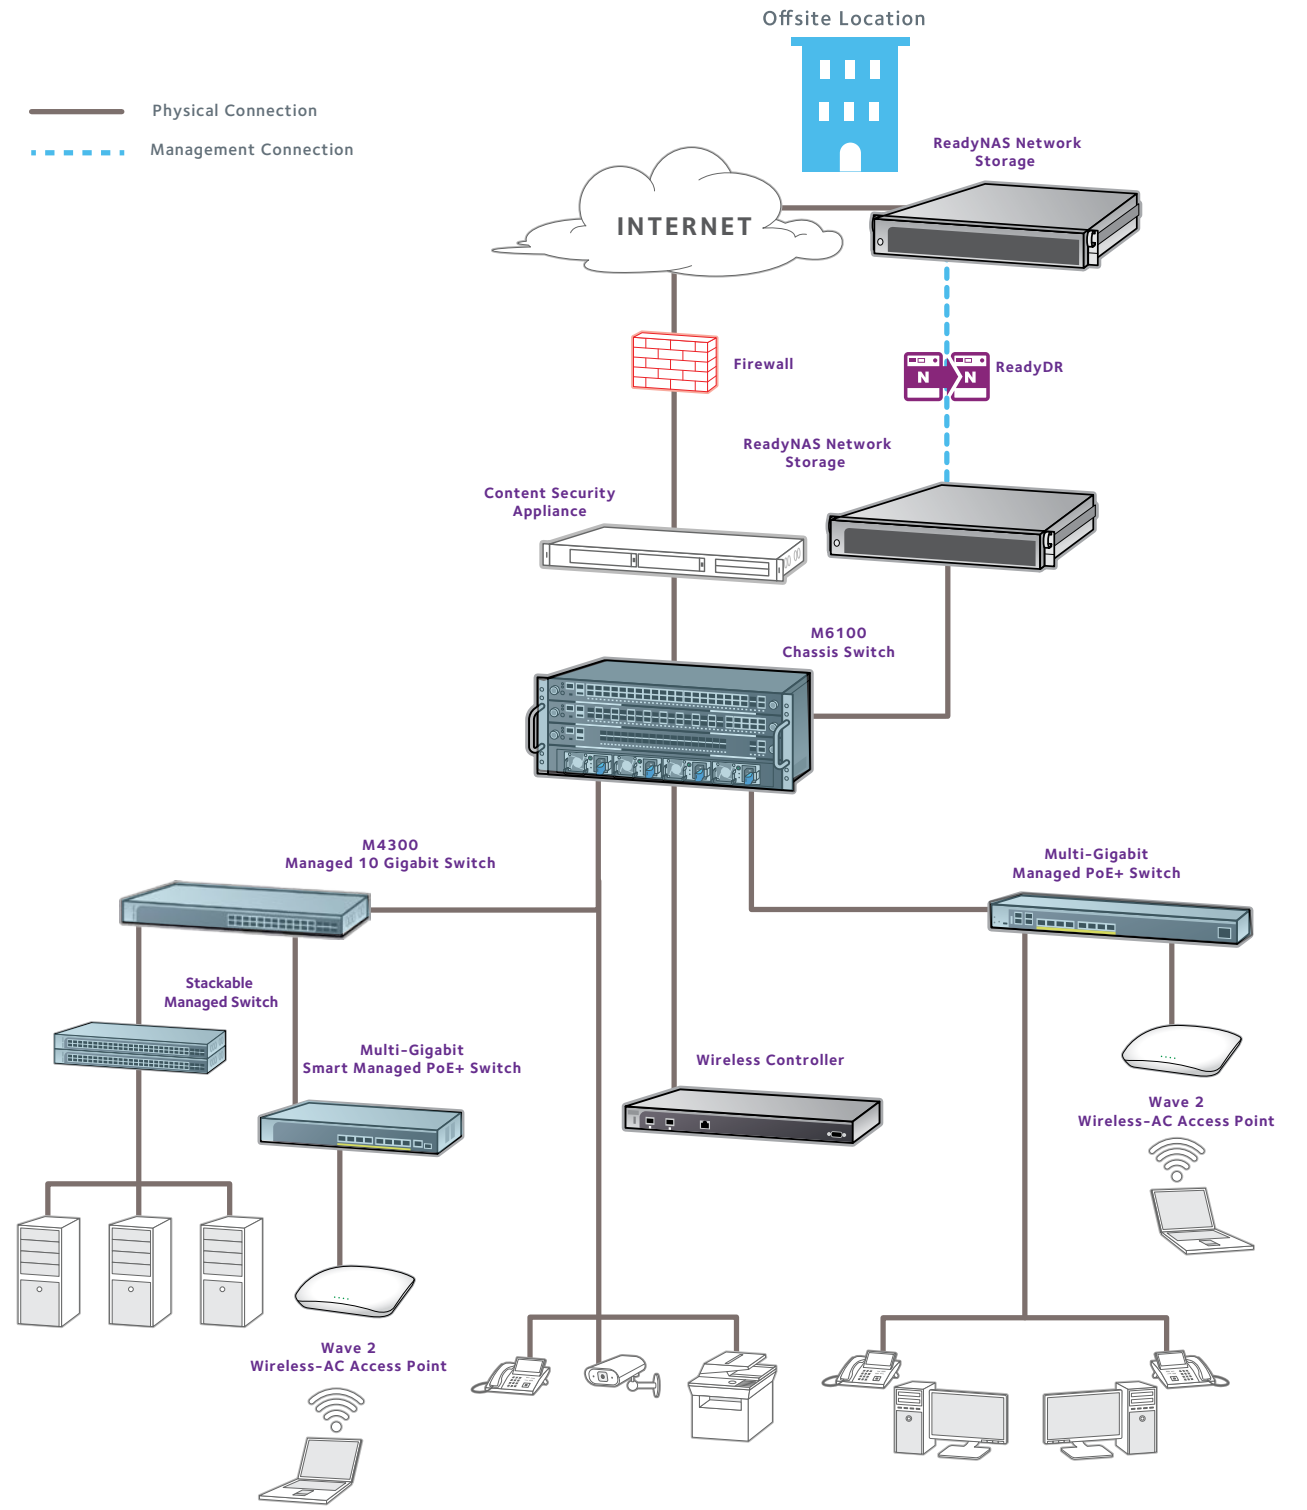 Offsite Location
Physical Connection
Management Connection
ReadyNAS Network
Storage
INTERNET
Firewall
N
N
ReadyDR
ReadyNAS Network
Storage
Content Security
Appliance
M6100
Chassis Switch
M4300
Managed 10 Gigabit Switch
Multi-Gigabit
Managed PoE+ Switch
Stackable
Managed Switch
Multi-Gigabit
Smart Managed PoE+ Switch
Wireless Controller
Wave 2
Wireless-AC Access Point
Wave 2
Wireless-AC Access Point